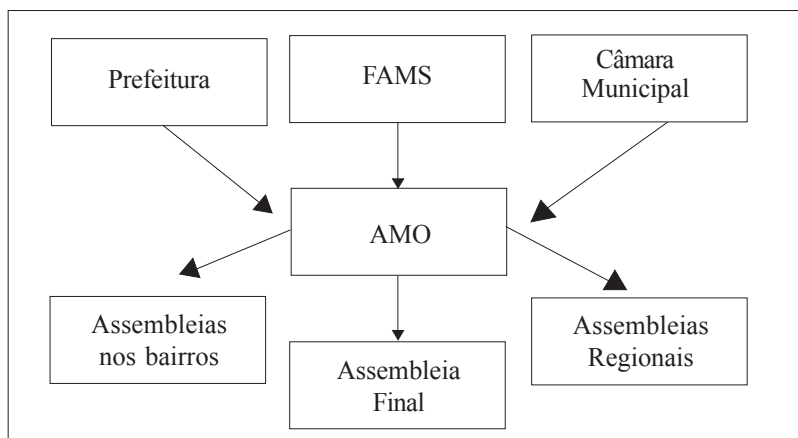 Prefeitura
FAMS
Câmara
Municipal
AMO
Assembleias
nos bairros
Assembleia
Final
Assembleias
Regionais